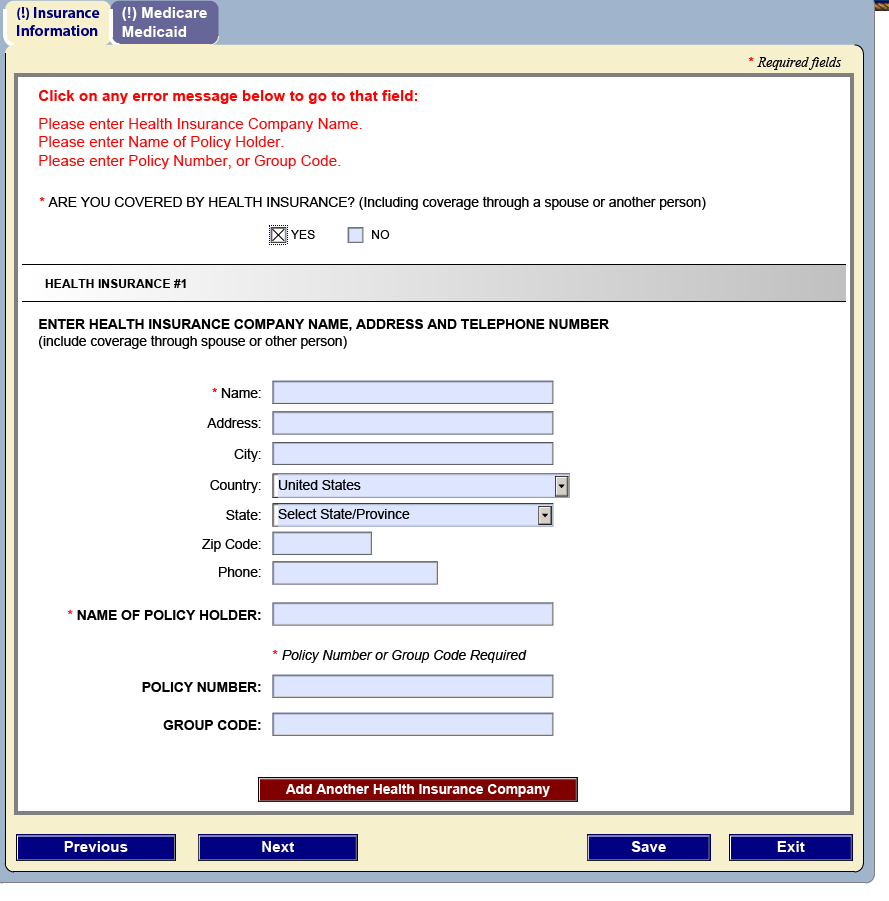 (!) Insurance
Information
(!) Medicare
Medicaid
* Required fields
Click on any error message below to go to that field:
Please enter Health Insurance Company Name.
Please enter Name of Policy Holder.
Please enter Policy Number, or Group Code.
* ARE YOU COVERED BY HEALTH INSURANCE? (Including coverage through a spouse or another person)
YES NO
HEALTH INSURANCE #1
ENTER HEALTH INSURANCE COMPANY NAME, ADDRESS AND TELEPHONE NUMBER
(include coverage through spouse or other person)
* Name:
Address:
City:
Country: United States
State: Select State/Province
Zip Code:
Phone:
* NAME OF POLICY HOLDER:
* Policy Number or Group Code Required
POLICY NUMBER:
GROUP CODE:
Add Another Health Insurance Company
Previous Next Save Exit